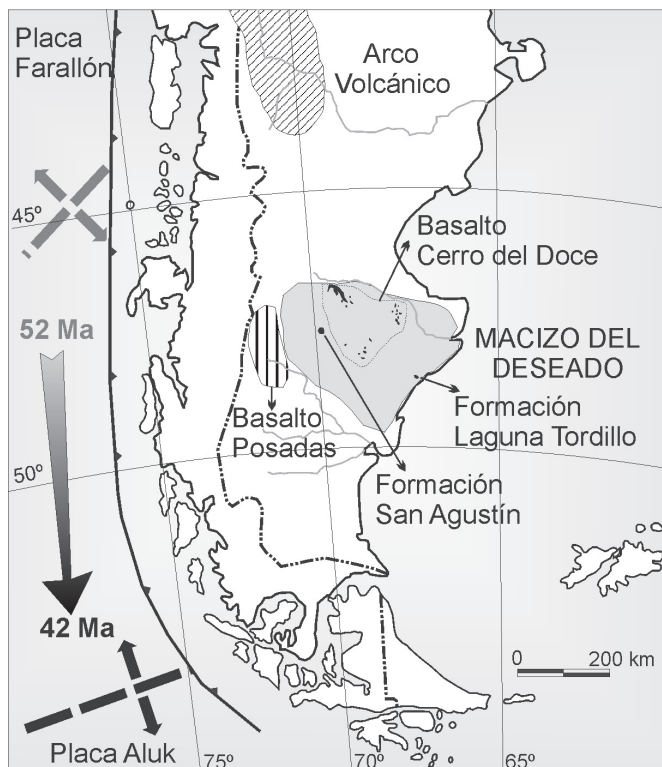 Placa
Farallón
Arco
Volcánico
45º
Basalto
Cerro del Doce
52 Ma
MACIZO DEL
DESEADO
Basalto
Posadas
Formación
Laguna Tordillo
50º
Formación
San Agustín
42 Ma
0 200 km
Placa Aluk
75º 70º 65º